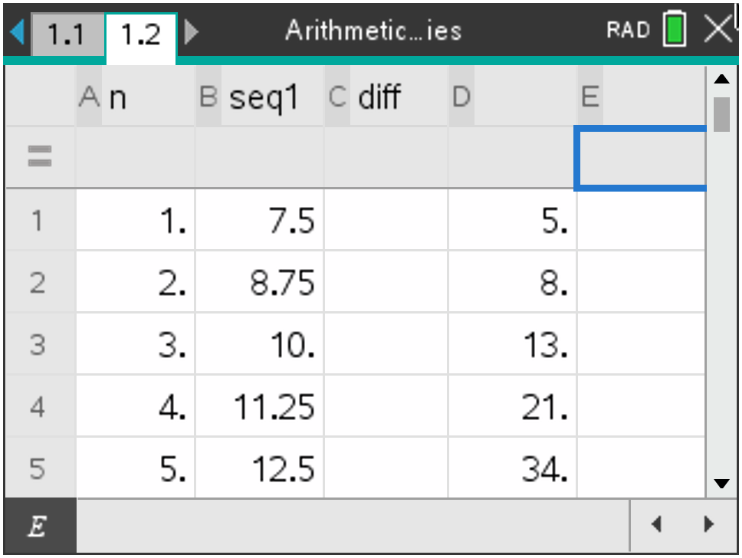 1.1 1.2 Arithmetic...ies RAD
A n B seq1 C diff D E
=
1 1. 7.5 5.
2 2. 8.75 8.
3 3. 10. 13.
4 4. 11.25 21.
5 5. 12.5 34.
E